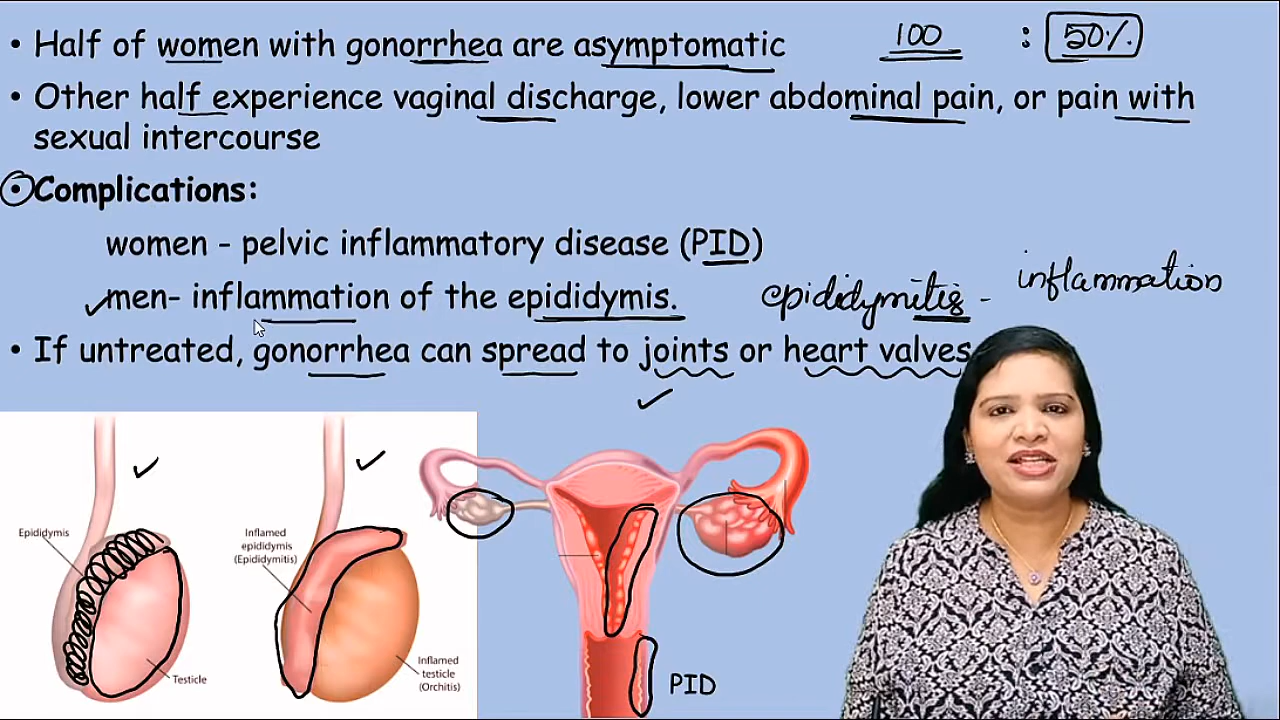 • Half of women with gonorrhea are asymptomatic 100 : 50%
• Other half experience vaginal discharge, lower abdominal pain, or pain with
sexual intercourse
• Complications:
women - pelvic inflammatory disease (PID)
men- inflammation of the epididymis. epididymitis - inflammation
• If untreated, gonorrhea can spread to joints or heart valves
Epididymis
Testicle
Inflamed
epididymis
(Epididymitis)
Inflamed
testicle
(Orchitis)
PID